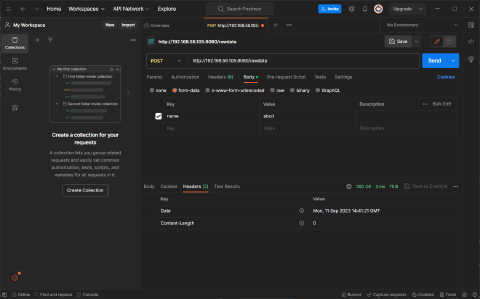 Home Workspaces API Network Explore
Search Postman
Invite
Upgrade
My Workspace
New Import
Overview
POST http://192.168.56.105:
No Environment
Collections
Environments
History
http://192.168.56.105:8080/rawdata
Save
POST
http://192.168.56.105:8080/rawdata
Send
Params Authorization Headers (8) Body Pre-request Script Tests Settings
Cookies
none form-data x-www-form-urlencoded raw binary GraphQL
Key Value Description Bulk Edit
name abcd
Key Value Description
My first collection
First folder inside collection
Second folder inside collection
Create a collection for your
requests
A collection lets you group related
requests and easily set common
authorization, tests, scripts, and
variables for all requests in it.
Create Collection
Body Cookies Headers (2) Test Results
200 OK 3 ms 75 B Save as Example
Key Value
Date Mon, 11 Sep 2023 14:41:21 GMT
Content-Length 0
Online Find and replace Console
Runner Capture requests Cookies Trash